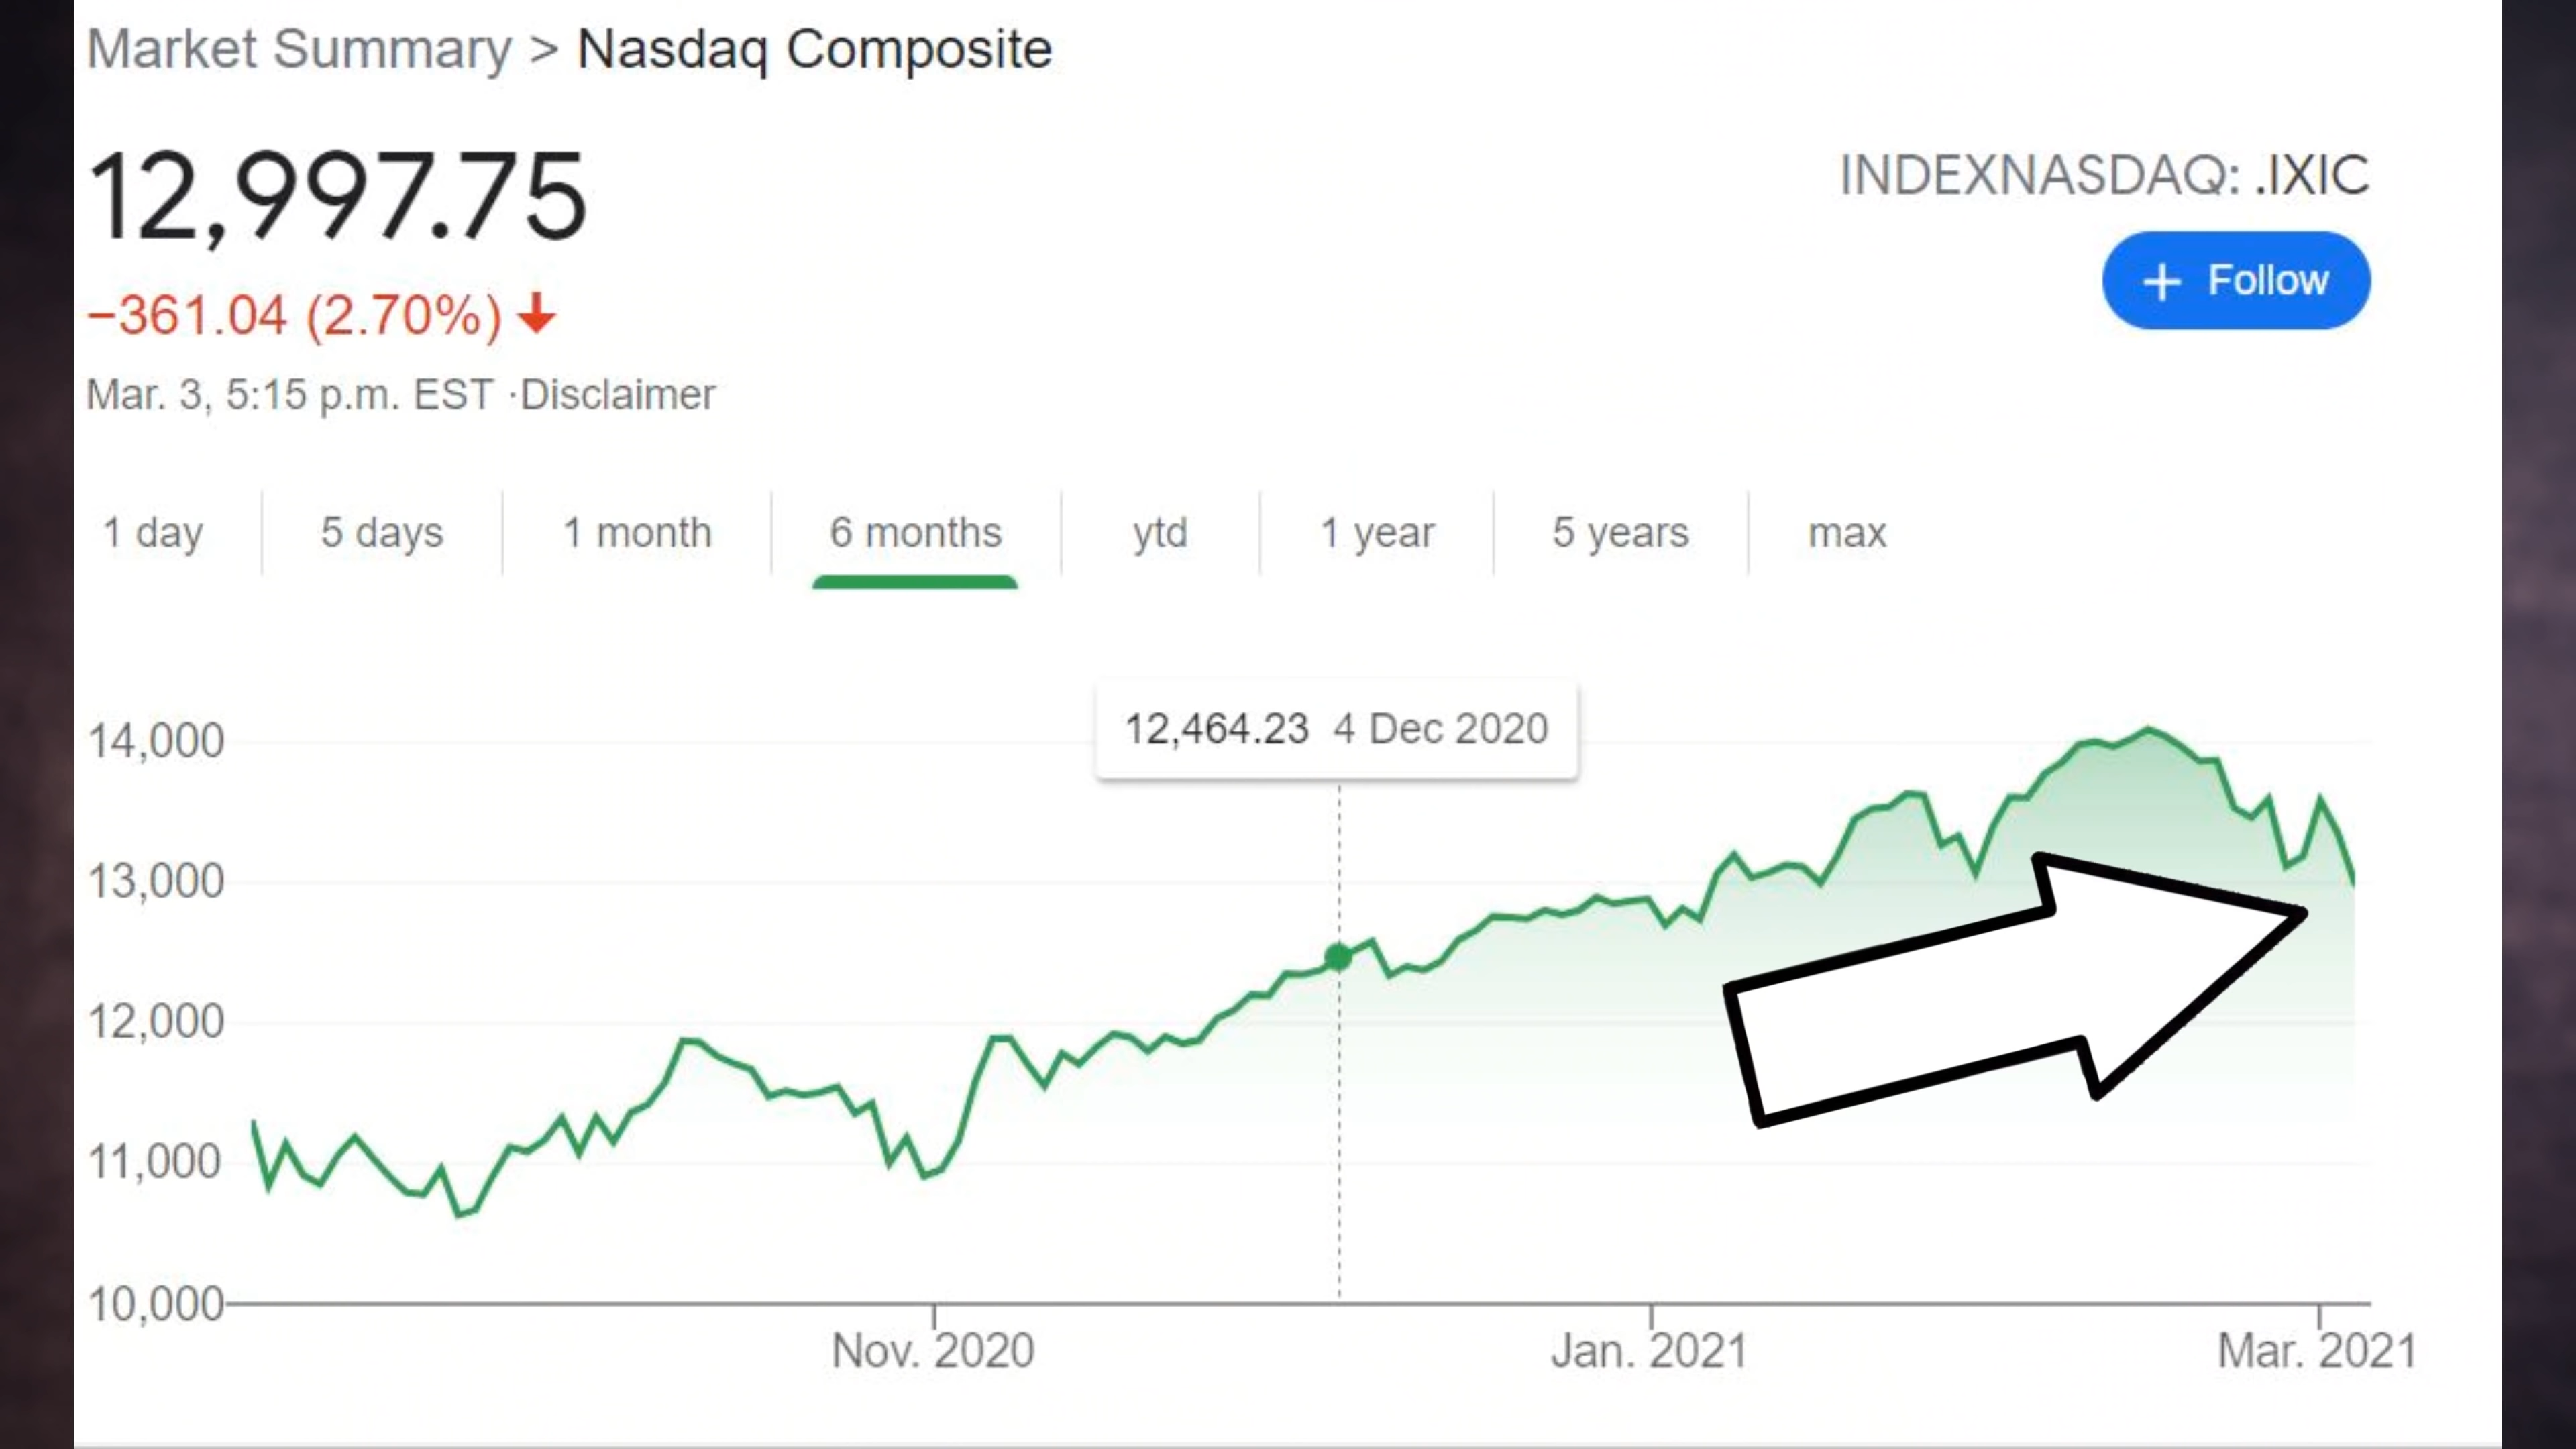 Market Summary > Nasdaq Composite
12,997.75
INDEXNASDAQ: .IXIC
+ Follow
−361.04 (2.70%) ↓
Mar. 3, 5:15 p.m. EST ·Disclaimer
1 day 5 days 1 month 6 months ytd 1 year 5 years max
12,464.23 4 Dec 2020
14,000
13,000
12,000
11,000
10,000
Nov. 2020 Jan. 2021 Mar. 2021